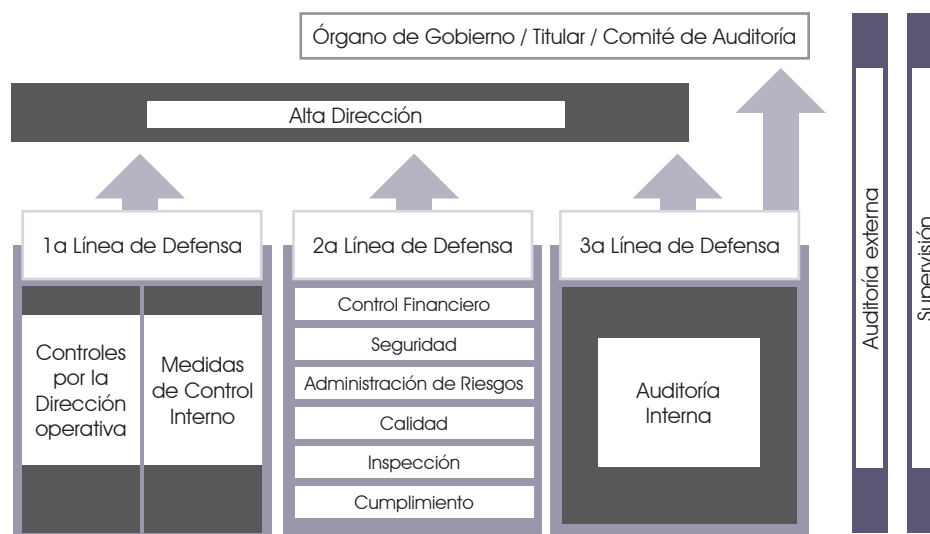 Órgano de Gobierno / Titular / Comité de Auditoría
Alta Dirección
1a Línea de Defensa
Controles
por la
Dirección
operativa
Medidas
de Control
Interno
2a Línea de Defensa
Control Financiero
Seguridad
Administración de Riesgos
Calidad
Inspección
Cumplimiento
3a Línea de Defensa
Auditoría
Interna
Auditoría externa
Supervisión